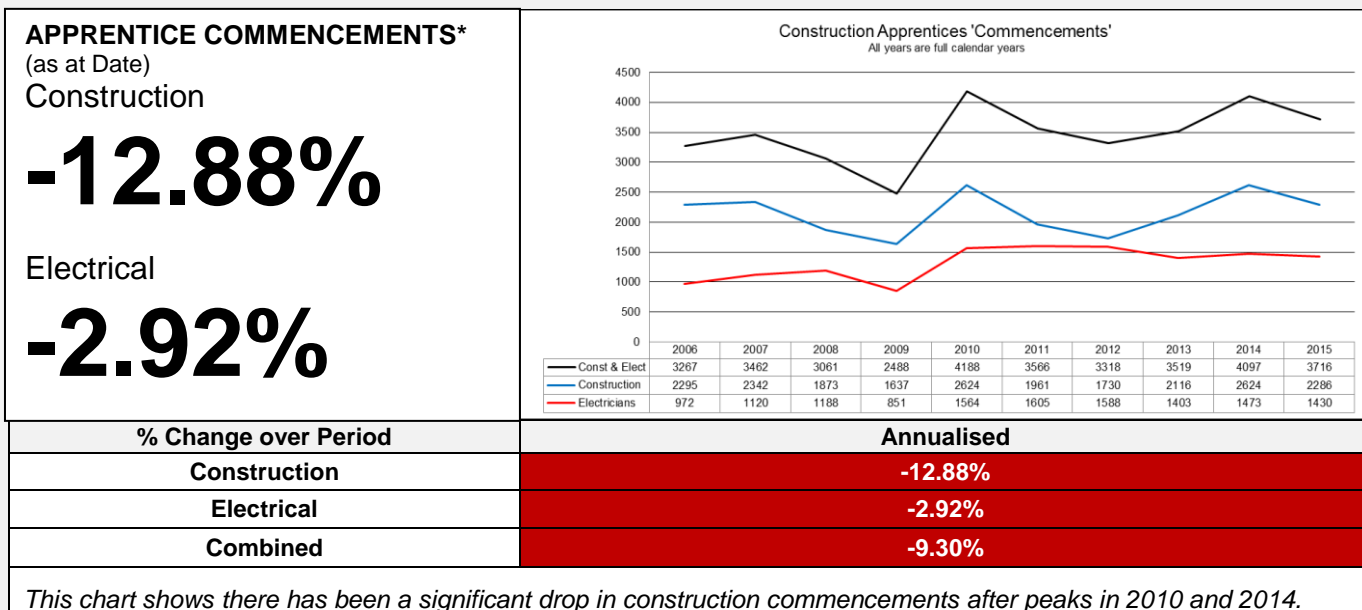 APPRENTICE COMMENCEMENTS*
(as at Date)
Construction
-12.88%
Electrical
-2.92%
Construction Apprentices 'Commencements'
All years are full calendar years
4500
4000
3500
3000
2500
2000
1500
1000
500
0
2006 2007 2008 2009 2010 2011 2012 2013 2014 2015
Const & Elect 3267 3462 3061 2488 4188 3566 3318 3519 4097 3716
Construction 2295 2342 1873 1637 2624 1961 1730 2116 2624 2286
Electricians 972 1120 1188 851 1564 1605 1588 1403 1473 1430
% Change over Period Annualised
Construction -12.88%
Electrical -2.92%
Combined -9.30%
This chart shows there has been a significant drop in construction commencements after peaks in 2010 and 2014.